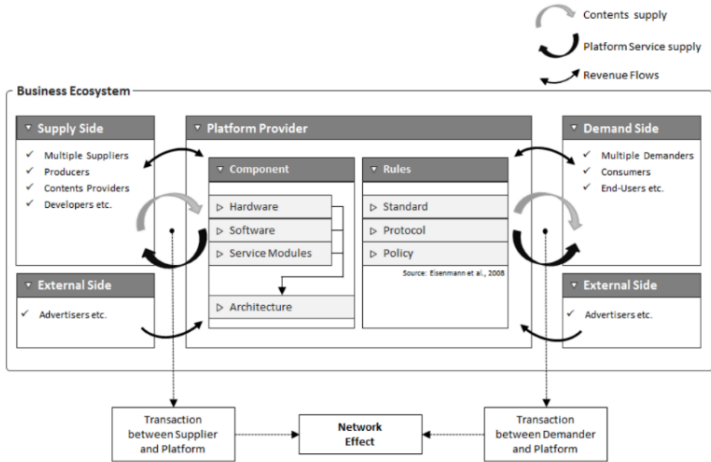 Contents supply
Platform Service supply
Revenue Flows
Business Ecosystem
Supply Side
Multiple Suppliers
Producers
Contents Providers
Developers etc.
External Side
Advertisers etc.
Platform Provider
Component
Hardware
Software
Service Modules
Architecture
Rules
Standard
Protocol
Policy
Source: Eisenmann et al., 2008
Demand Side
Multiple Demanders
Consumers
End-Users etc.
External Side
Advertisers etc.
Transaction
between Supplier
and Platform
Network
Effect
Transaction
between Demander
and Platform